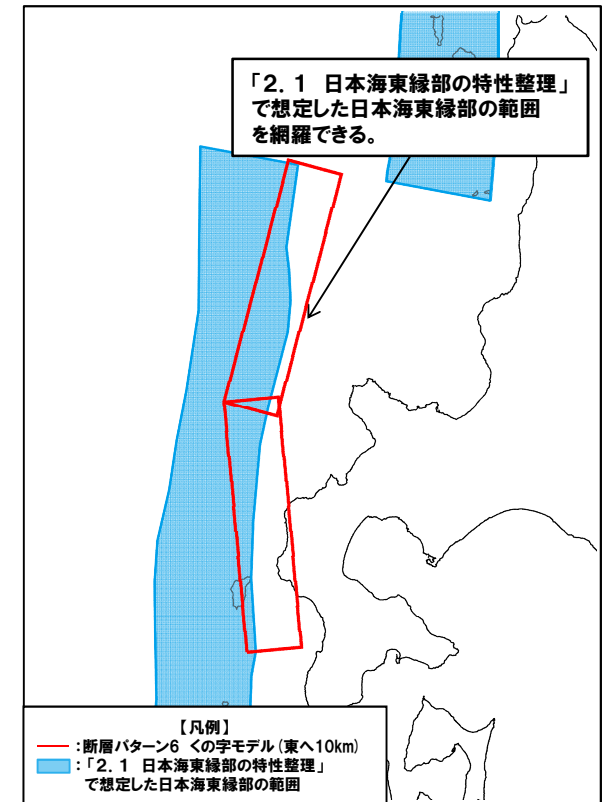 「2.1 日本海東縁部の特性整理」
で想定した日本海東縁部の範囲
を網羅できる。
【凡例】
:断層パターン6 くの字モデル(東へ10km)
:「2.1 日本海東縁部の特性整理」
で想定した日本海東縁部の範囲